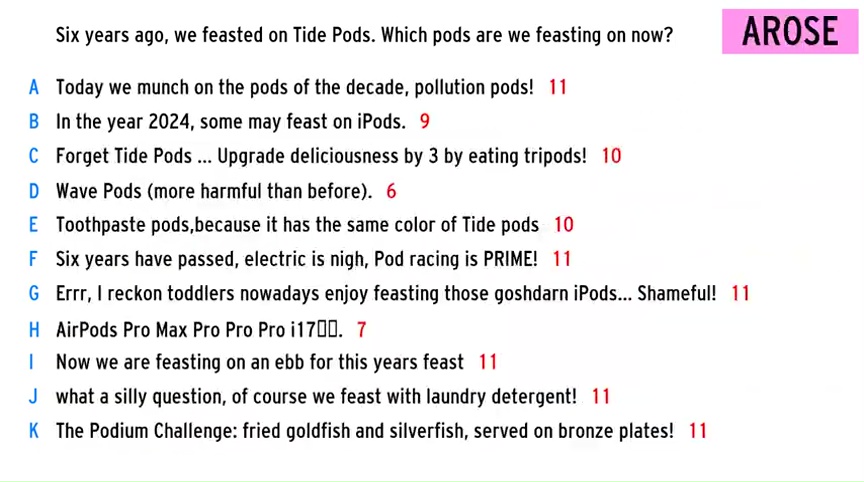 Six years ago, we feasted on Tide Pods. Which pods are we feasting on now?
AROSE
A Today we munch on the pods of the decade, pollution pods! 11
B In the year 2024, some may feast on iPods. 9
C Forget Tide Pods ... Upgrade deliciousness by 3 by eating tripods! 10
D Wave Pods (more harmful than before). 6
E Toothpaste pods,because it has the same color of Tide pods 10
F Six years have passed, electric is nigh, Pod racing is PRIME! 11
G Errr, I reckon toddlers nowadays enjoy feasting those goshdarn iPods... Shameful! 11
H AirPods Pro Max Pro Pro Pro i17▯▯. 7
I Now we are feasting on an ebb for this years feast 11
J what a silly question, of course we feast with laundry detergent! 11
K The Podium Challenge: fried goldfish and silverfish, served on bronze plates! 11